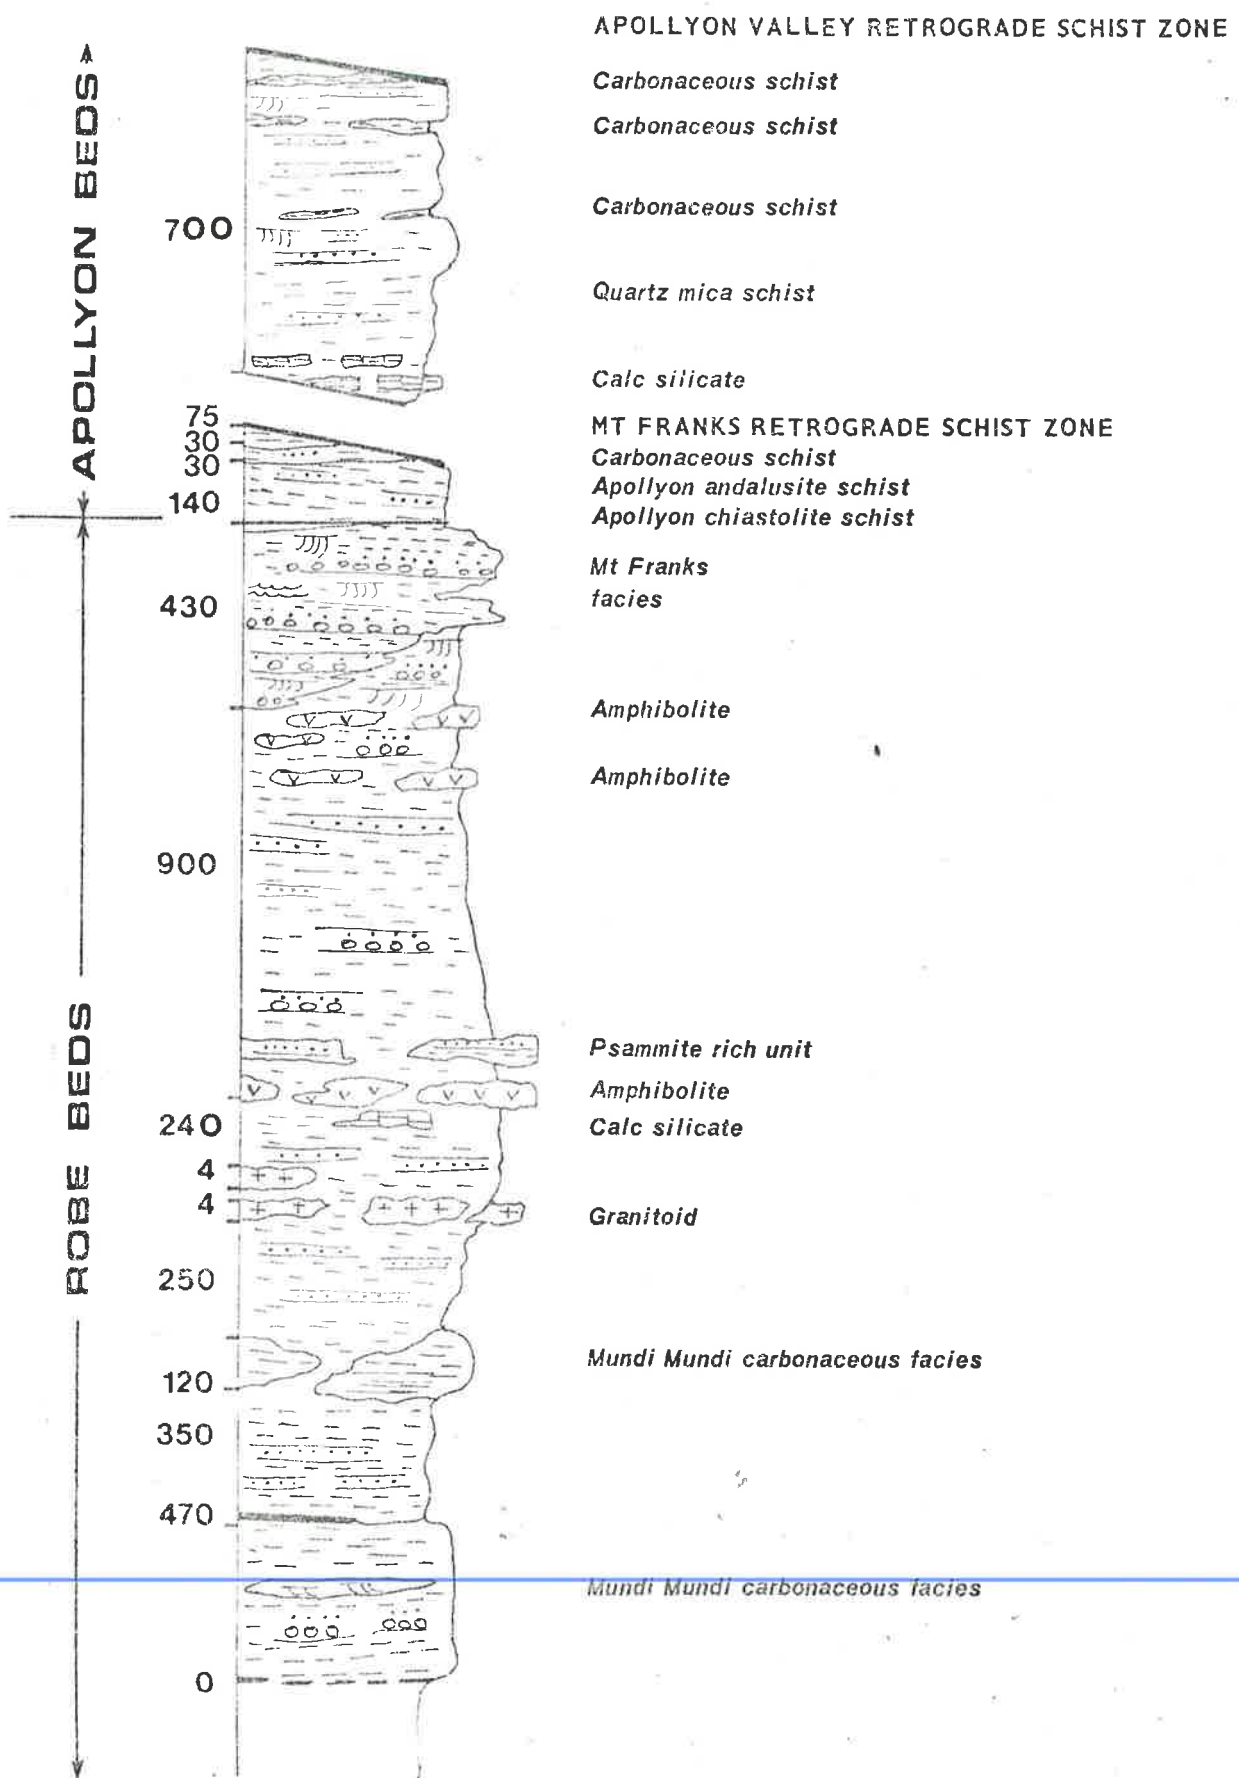 APOLLYON VALLEY RETROGRADE SCHIST ZONE
Carbonaceous schist
Carbonaceous schist
Carbonaceous schist
700
Quartz mica schist
Calc silicate
APOLLYON BEDS
75
MT FRANKS RETROGRADE SCHIST ZONE
30
Carbonaceous schist
30
Apollyon andalusite schist
140
Apollyon chiastolite schist
Mt Franks
430
facies
Amphibolite
Amphibolite
900
Psammite rich unit
Amphibolite
240
Calc silicate
4
4
Granitoid
ROBE BEDS
250
Mundi Mundi carbonaceous facies
120
350
470
Mundi Mundi carbonaceous facies
0